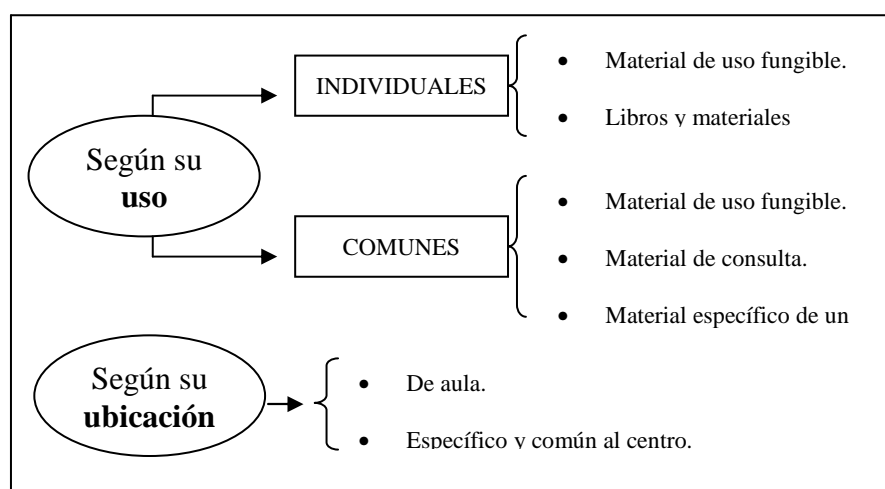 INDIVIDUALES
• Material de uso fungible.
• Libros y materiales
Según su
uso
COMUNES
• Material de uso fungible.
• Material de consulta.
• Material específico de un
Según su
ubicación
• De aula.
• Específico y común al centro.